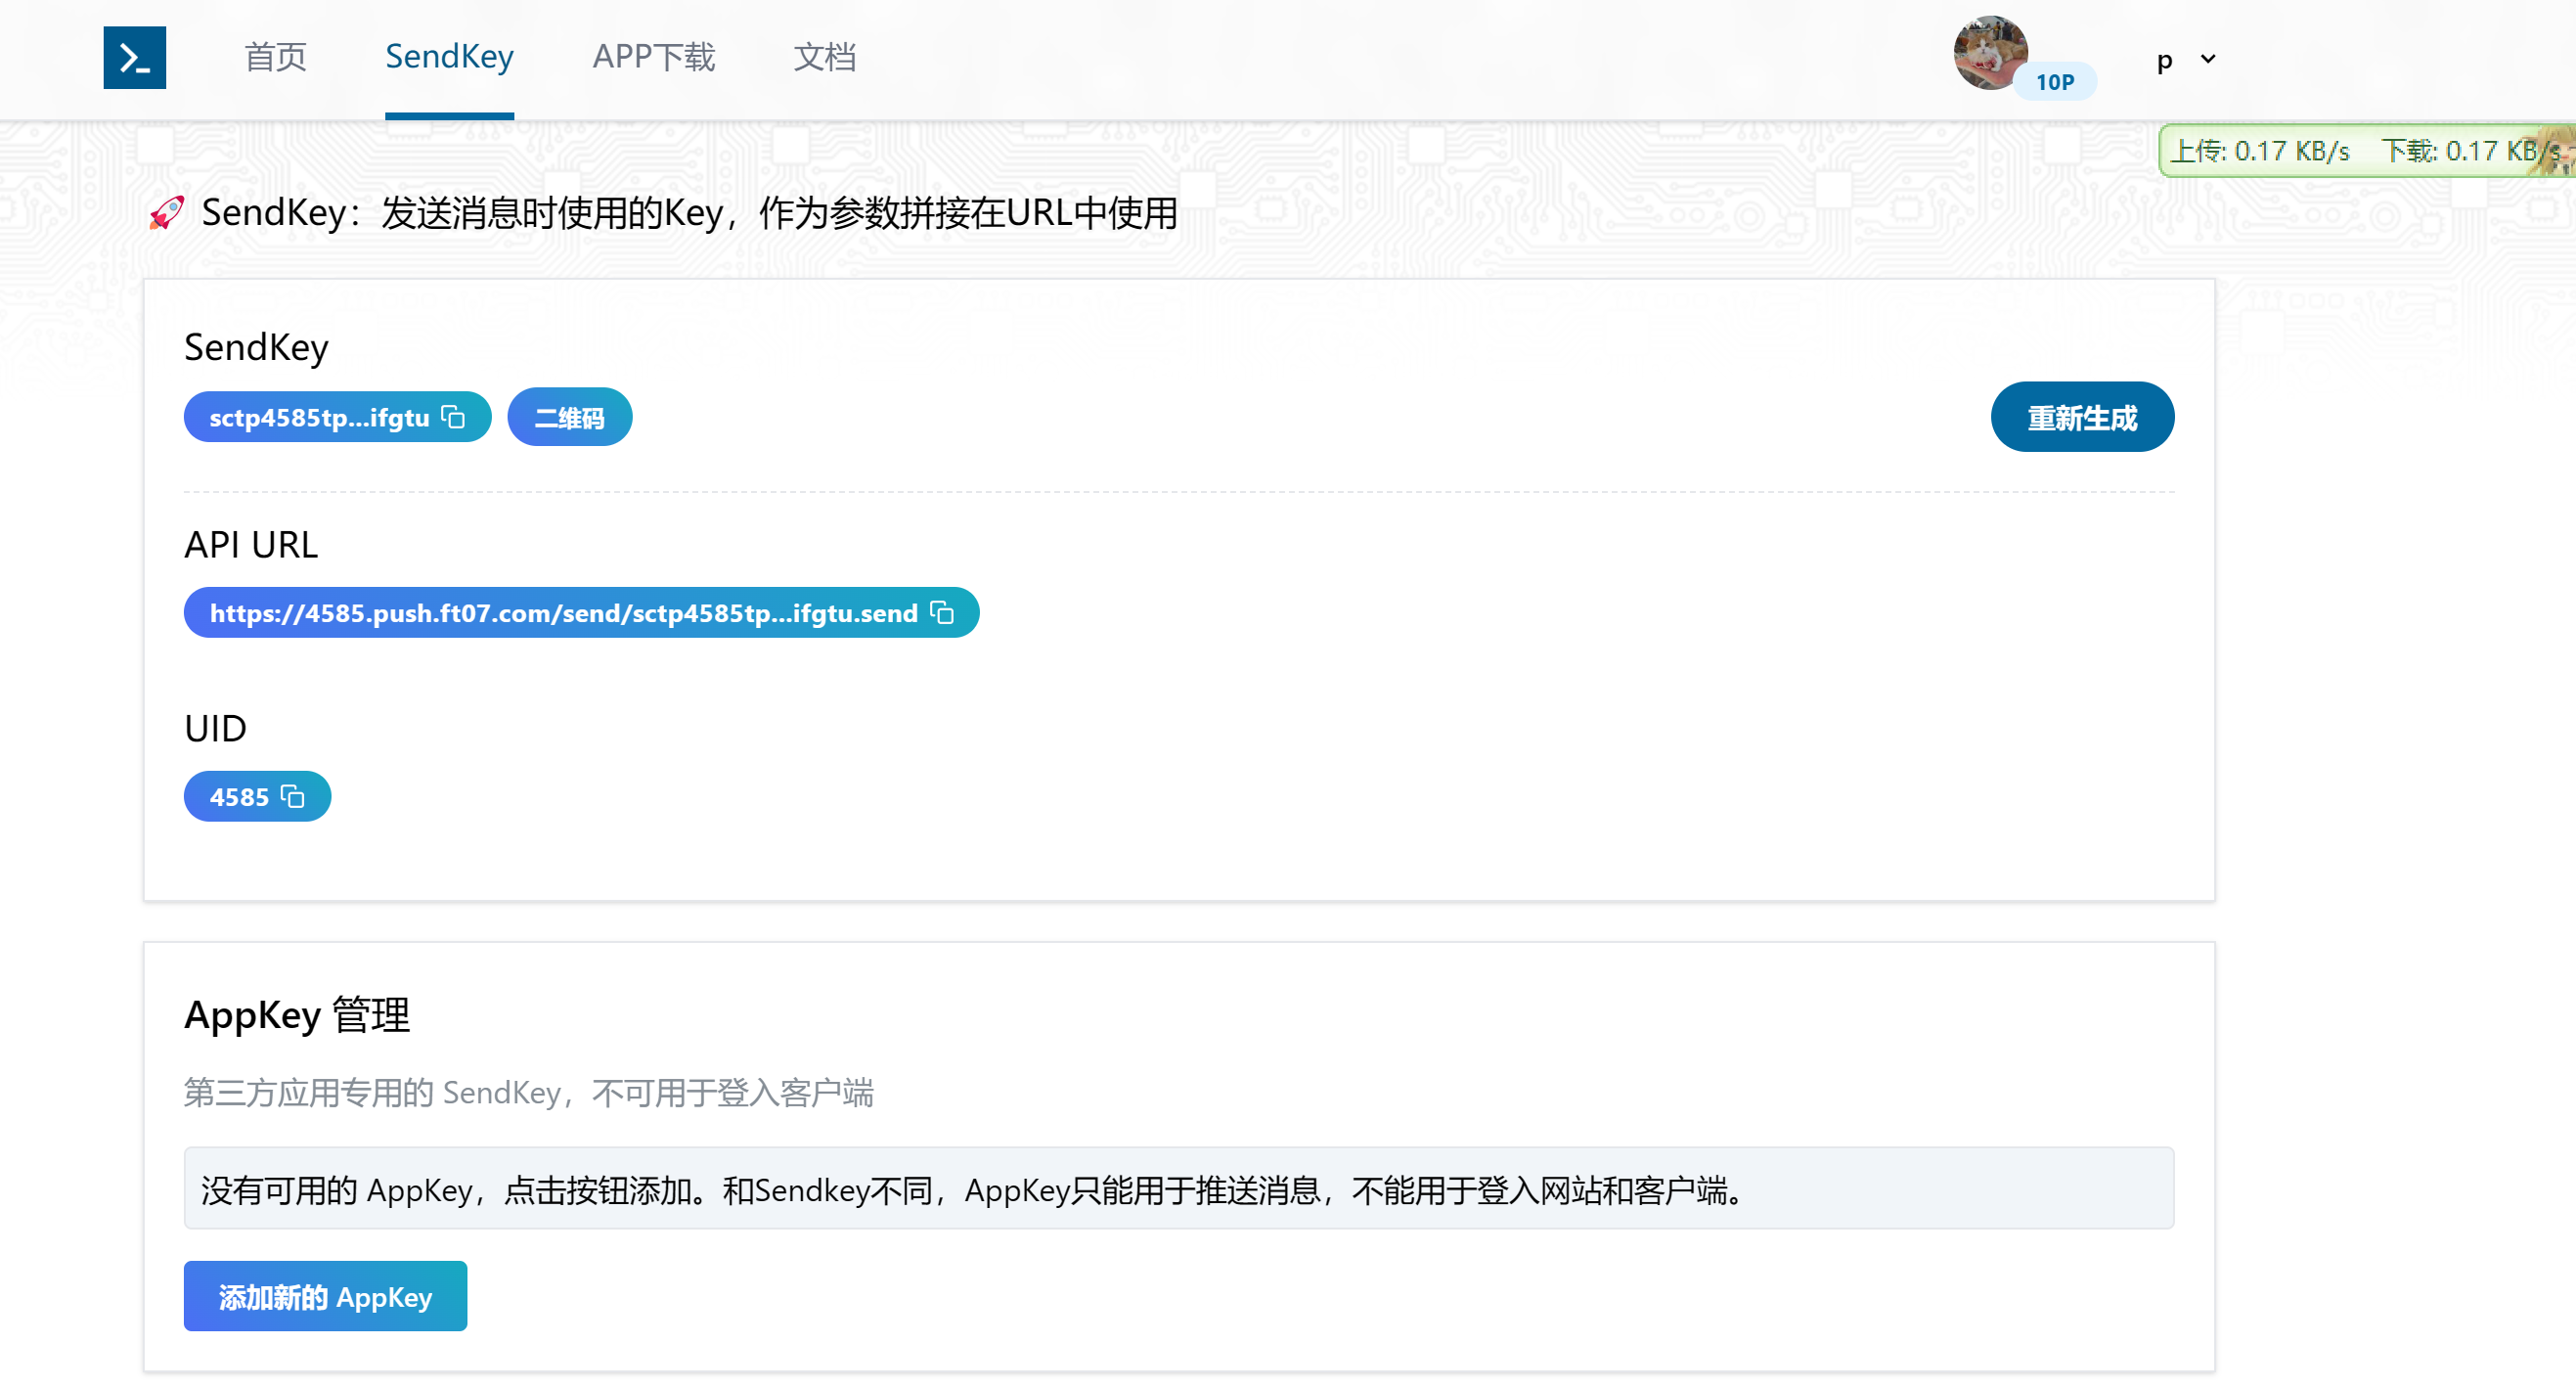 首页 SendKey APP下载 文档 10P p
上传: 0.17 KB/s 下载: 0.17 KB/s
SendKey：发送消息时使用的Key，作为参数拼接在URL中使用
SendKey
sctp4585tp...ifgtu 二维码 重新生成
API URL
https://4585.push.ft07.com/send/sctp4585tp...ifgtu.send
UID
4585
AppKey 管理
第三方应用专用的 SendKey，不可用于登入客户端
没有可用的 AppKey，点击按钮添加。和Sendkey不同，AppKey只能用于推送消息，不能用于登入网站和客户端。
添加新的 AppKey